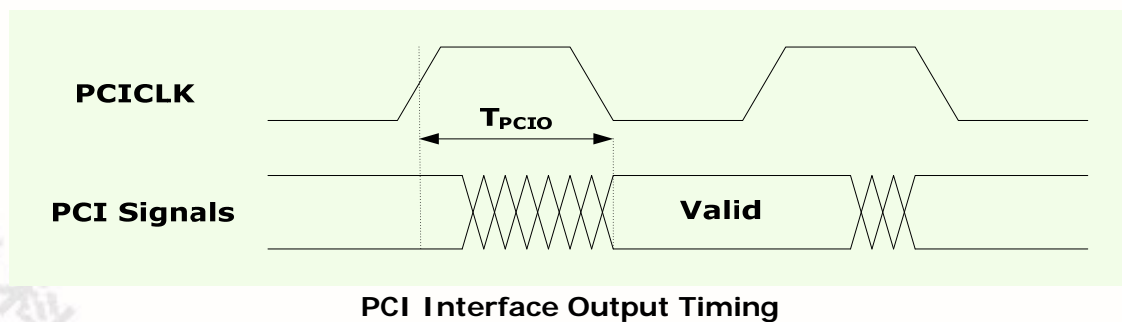 PCICLK
TPCIO
PCI Signals
Valid
PCI Interface Output Timing